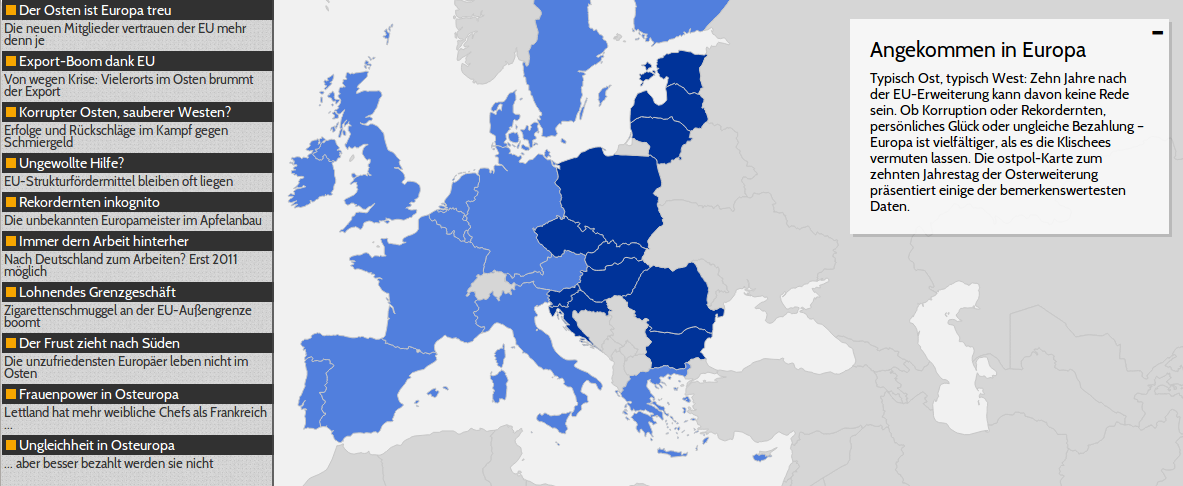 Der Osten ist Europa treu
Die neuen Mitglieder vertrauen der EU mehr
denn je
Export-Boom dank EU
Von wegen Krise: Vielerorts im Osten brummt
der Export
Korrupter Osten, sauberer Westen?
Erfolge und Rückschläge im Kampf gegen
Schmiergeld
Ungewollte Hilfe?
EU-Strukturfördermittel bleiben oft liegen
Rekordernten inkognito
Die unbekannten Europameister im Apfelanbau
Immer dern Arbeit hinterher
Nach Deutschland zum Arbeiten? Erst 2011
möglich
Lohnendes Grenzgeschäft
Zigarettenschmuggel an der EU-Außengrenze
boomt
Der Frust zieht nach Süden
Die unzufriedensten Europäer leben nicht im
Osten
Frauenpower in Osteuropa
Lettland hat mehr weibliche Chefs als Frankreich
...
Ungleichheit in Osteuropa
... aber besser bezahlt werden sie nicht
Angekommen in Europa
Typisch Ost, typisch West: Zehn Jahre nach
der EU-Erweiterung kann davon keine Rede
sein. Ob Korruption oder Rekordernten,
persönliches Glück oder ungleiche Bezahlung –
Europa ist vielfältiger, als es die Klischees
vermuten lassen. Die ostpol-Karte zum
zehnten Jahrestag der Osterweiterung
präsentiert einige der bemerkenswertesten
Daten.